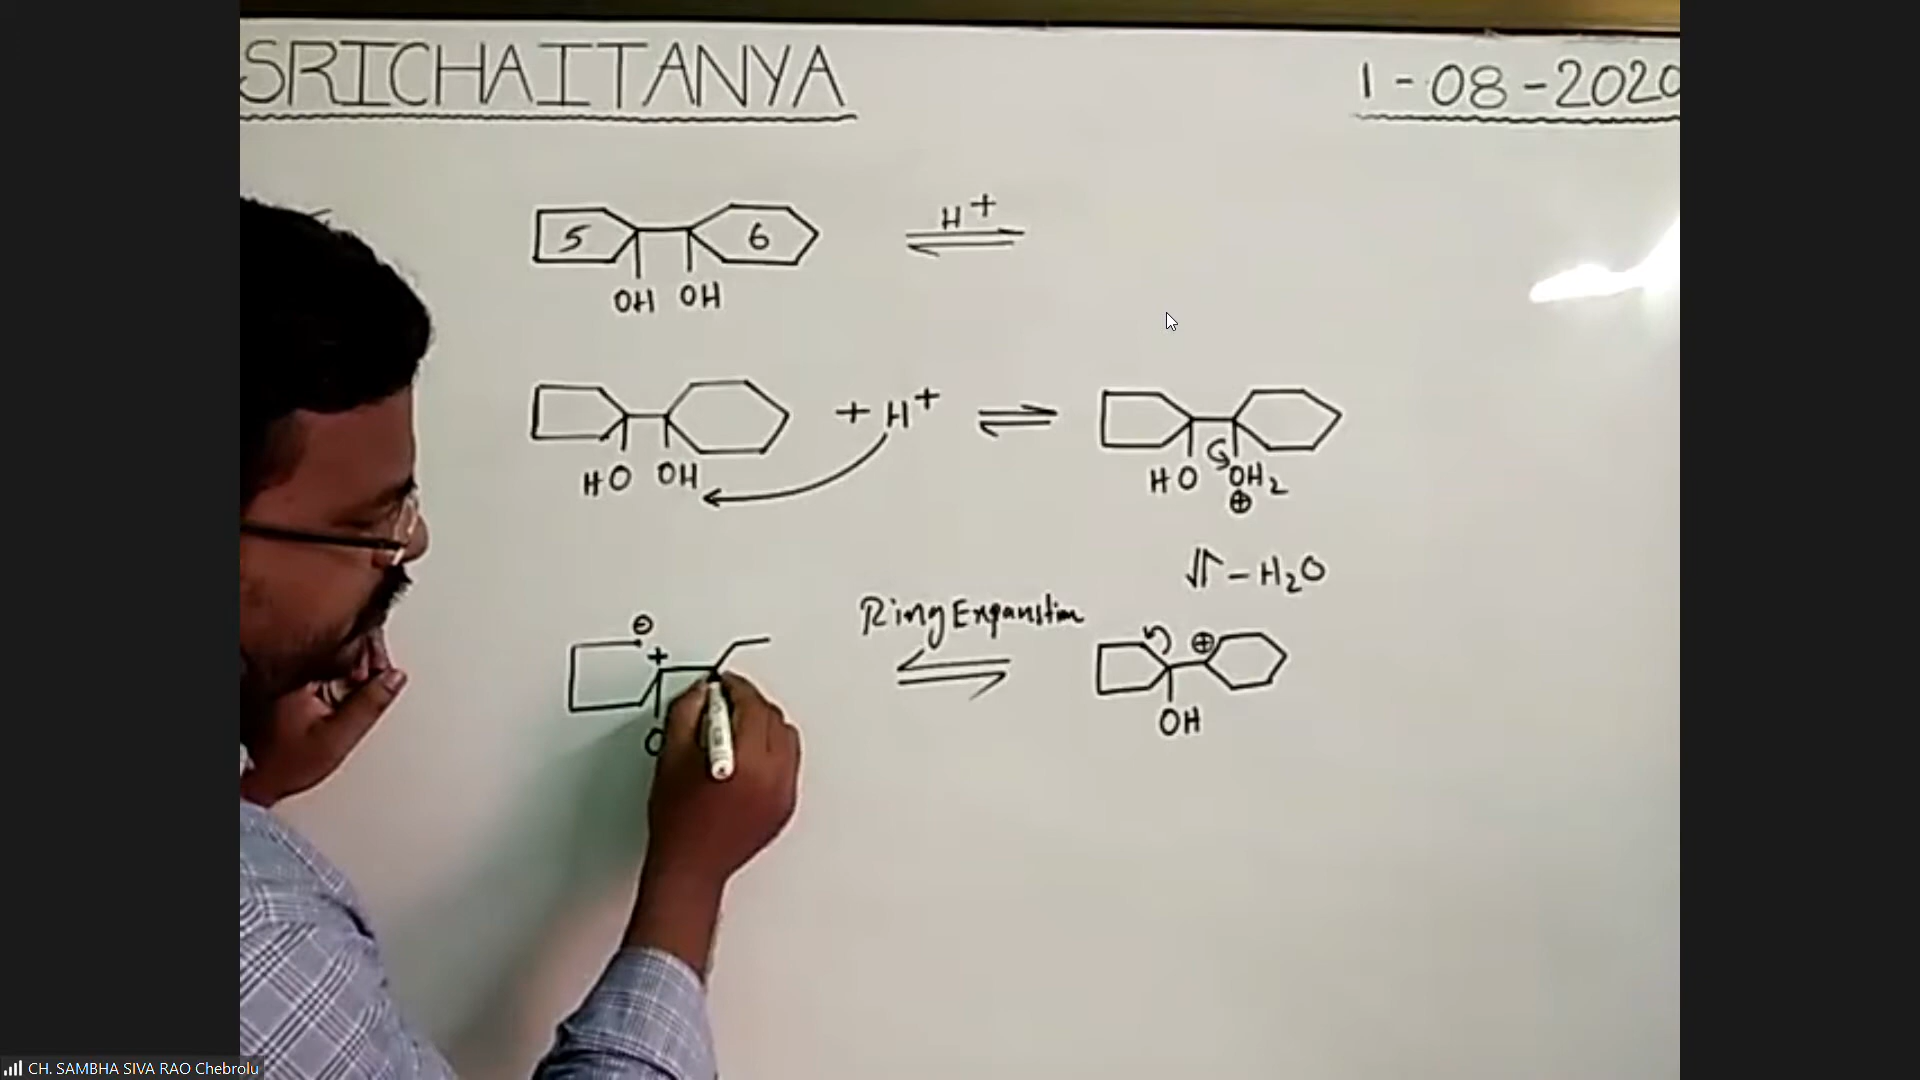 SRICHAITANYA
1-08-2020
5 6
H+
OH OH
+ H+
HO OH
HO OH2
⊕
-H2O
Ring Expanstion
⊖
+
⊕
O
OH
CH. SAMBHA SIVA RAO Chebrolu